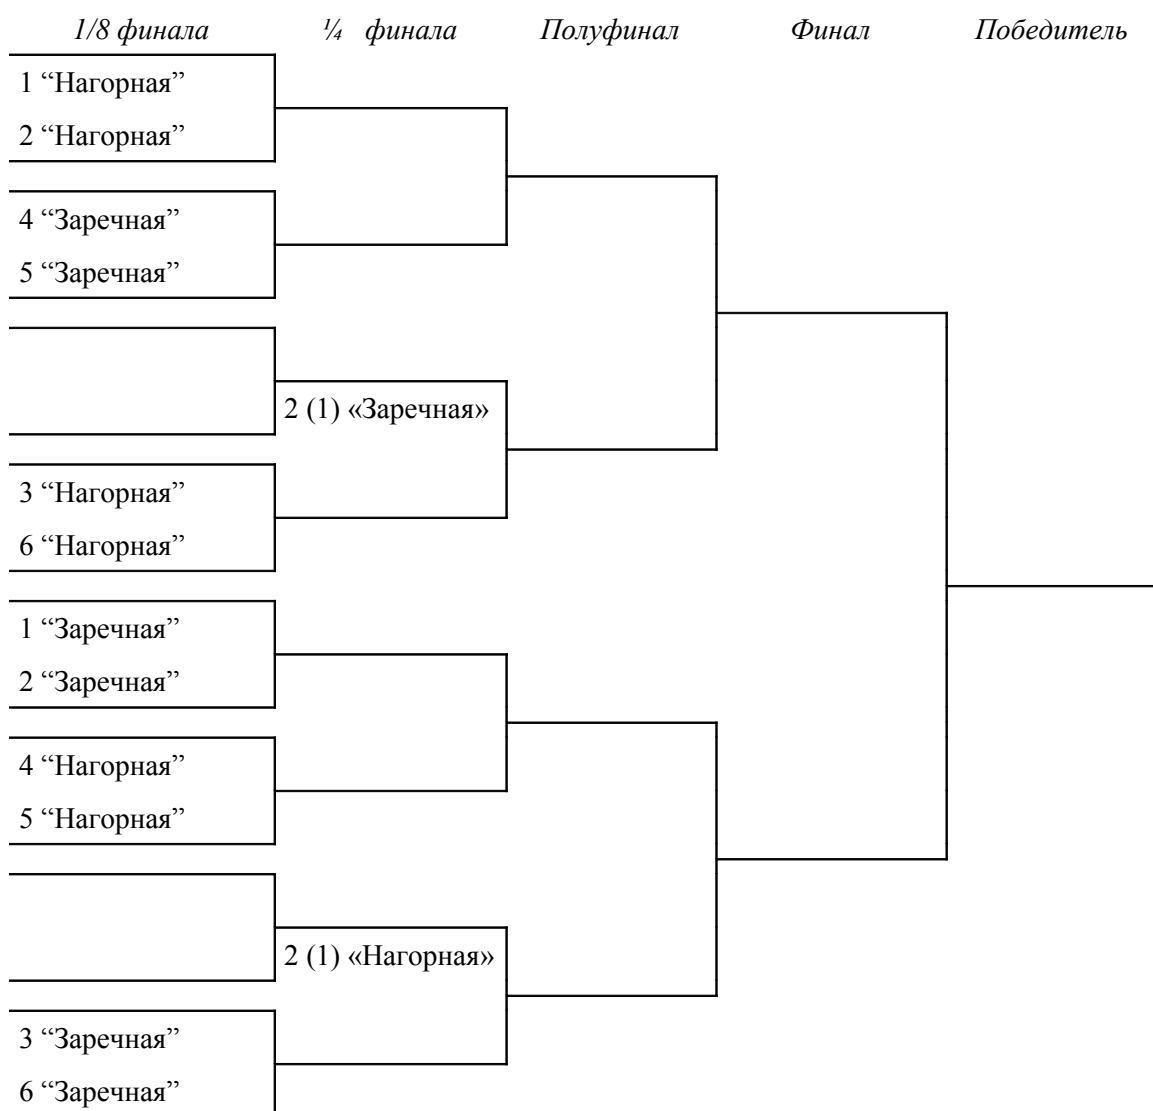 1/8 финала ¼ финала Полуфинал Финал Победитель
1 “Нагорная”
2 “Нагорная”
4 “Заречная”
5 “Заречная”
2 (1) «Заречная»
3 “Нагорная”
6 “Нагорная”
1 “Заречная”
2 “Заречная”
4 “Нагорная”
5 “Нагорная”
2 (1) «Нагорная»
3 “Заречная”
6 “Заречная”